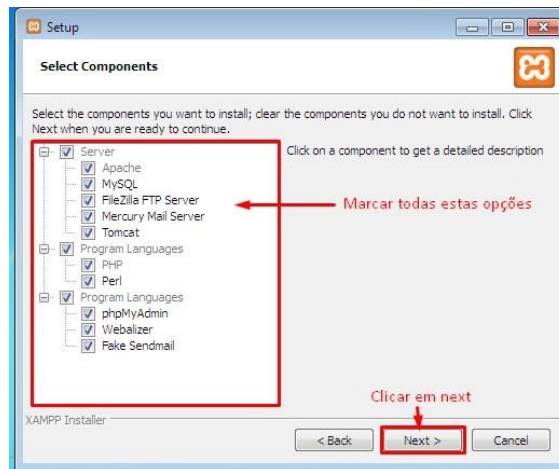 Setup
Select Components
Select the components you want to install; clear the components you do not want to install. Click
Next when you are ready to continue.
Server
Apache
MySQL
FileZilla FTP Server
Mercury Mail Server
Tomcat
Program Languages
PHP
Perl
Program Languages
phpMyAdmin
Webalizer
Fake Sendmail
Click on a component to get a detailed description
Marcar todas estas opções
Clicar em next
XAMPP Installer
< Back
Next >
Cancel